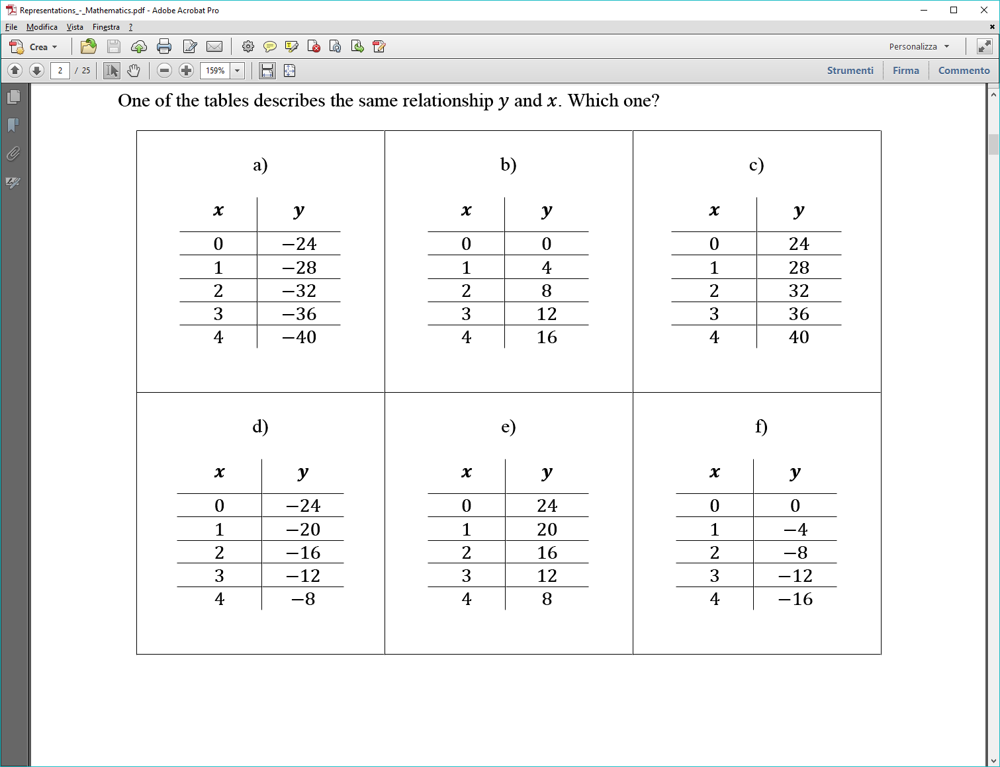 Representations_-_Mathematics.pdf - Adobe Acrobat Pro
File Modifica Vista Finestra ?
Crea Personalizza
2 / 25 159% Strumenti Firma Commento
One of the tables describes the same relationship y and x. Which one?
a)
x y
0 −24
1 −28
2 −32
3 −36
4 −40
b)
x y
0 0
1 4
2 8
3 12
4 16
c)
x y
0 24
1 28
2 32
3 36
4 40
d)
x y
0 −24
1 −20
2 −16
3 −12
4 −8
e)
x y
0 24
1 20
2 16
3 12
4 8
f)
x y
0 0
1 −4
2 −8
3 −12
4 −16